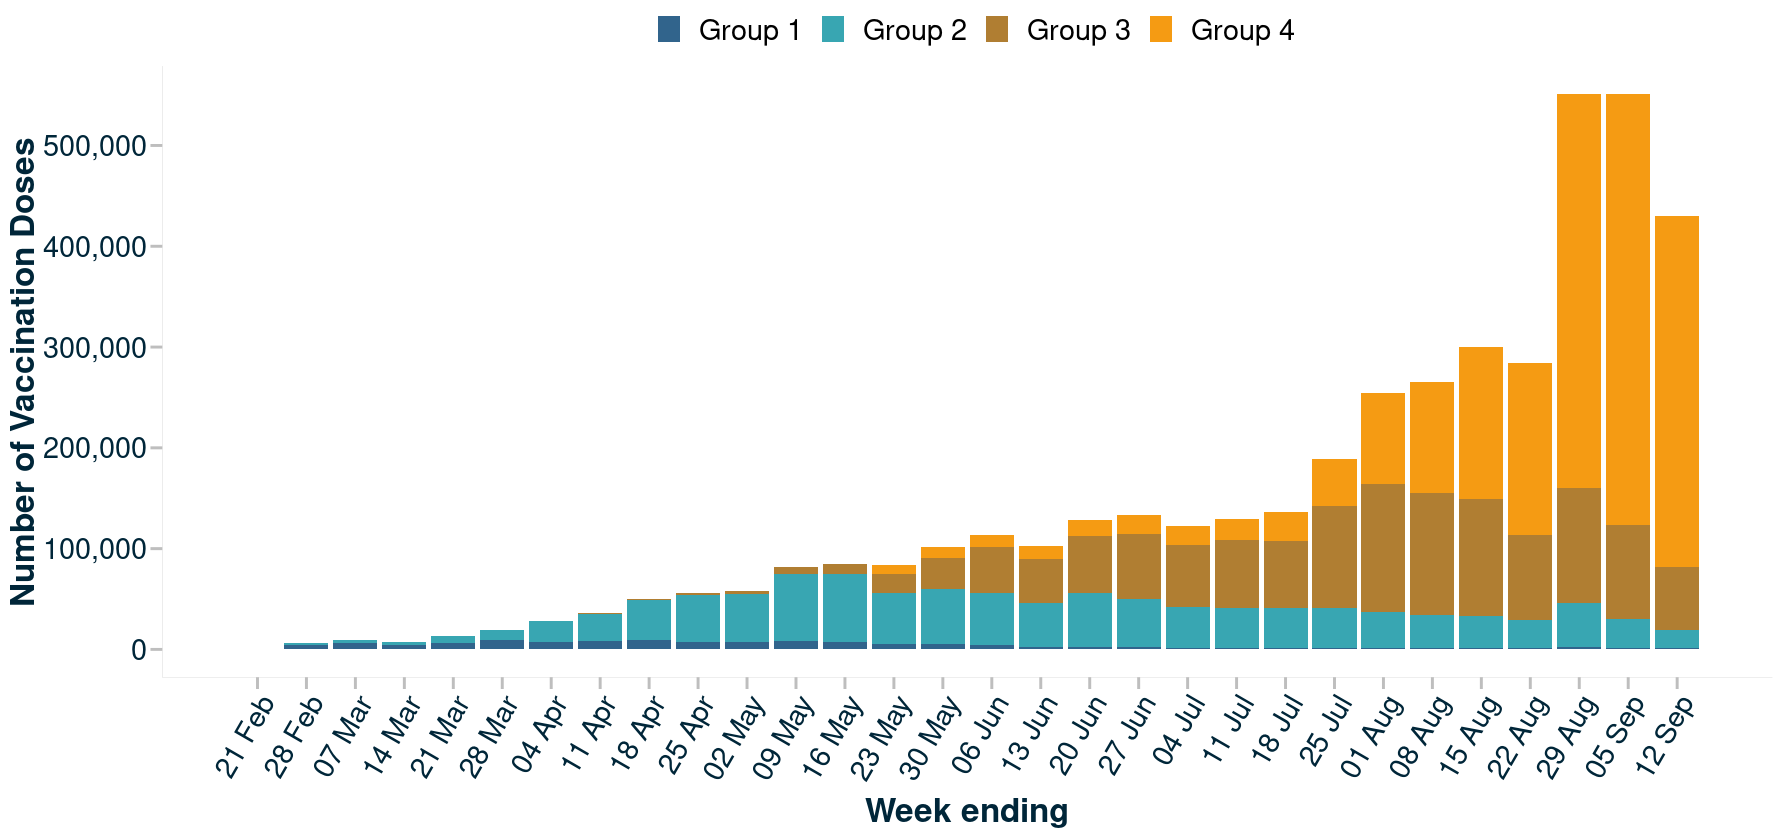 Group 1 Group 2 Group 3 Group 4
Number of Vaccination Doses
500,000
400,000
300,000
200,000
100,000
0
21 Feb
28 Feb
07 Mar
14 Mar
21 Mar
28 Mar
04 Apr
11 Apr
18 Apr
25 Apr
02 May
09 May
16 May
23 May
30 May
06 Jun
13 Jun
20 Jun
27 Jun
04 Jul
11 Jul
18 Jul
25 Jul
01 Aug
08 Aug
15 Aug
22 Aug
29 Aug
05 Sep
12 Sep
Week ending